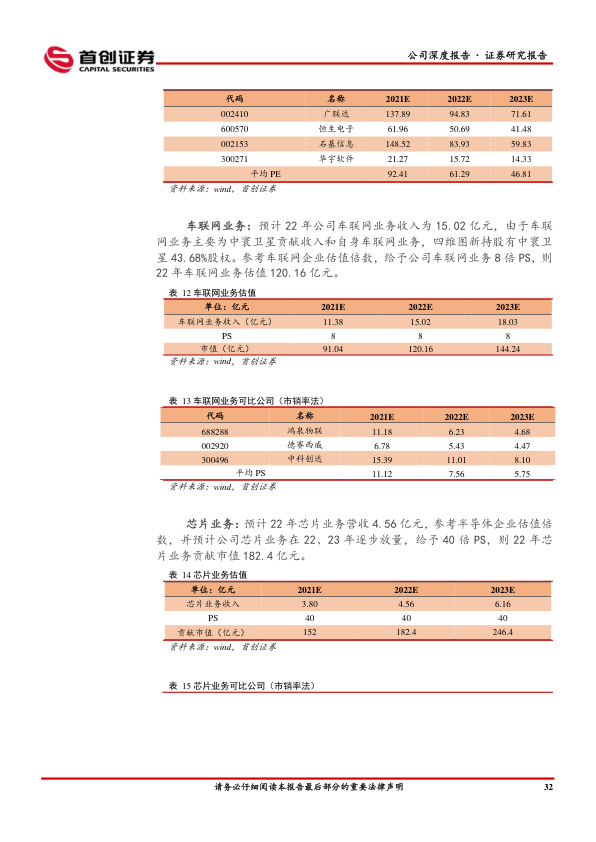 首创证券
CAPITAL SECURITIES
公司深度报告 · 证券研究报告
代码 名称 2021E 2022E 2023E
002410 广联达 137.89 94.83 71.61
600570 恒生电子 61.96 50.69 41.48
002153 石基信息 148.52 83.93 59.83
300271 华宇软件 21.27 15.72 14.33
平均 PE 92.41 61.29 46.81
资料来源：wind，首创证券
车联网业务：预计 22 年公司车联网业务收入为 15.02 亿元，由于车联
网业务主要为中寰卫星贡献收入和自身车联网业务，四维图新持股有中寰卫
星 43.68%股权。参考车联网企业估值倍数，给予公司车联网业务 8 倍 PS，则
22 年车联网业务估值 120.16 亿元。
表 12 车联网业务估值
单位：亿元 2021E 2022E 2023E
车联网业务收入（亿元） 11.38 15.02 18.03
PS 8 8 8
市值（亿元） 91.04 120.16 144.24
资料来源：wind，首创证券
表 13 车联网业务可比公司（市销率法）
代码 名称 2021E 2022E 2023E
688288 鸿泉物联 11.18 6.23 4.68
002920 德赛西威 6.78 5.43 4.47
300496 中科创达 15.39 11.01 8.10
平均 PS 11.12 7.56 5.75
资料来源：wind，首创证券
芯片业务：预计 22 年芯片业务营收 4.56 亿元，参考半导体企业估值倍
数，并预计公司芯片业务在 22、23 年逐步放量，给予 40 倍 PS，则 22 年芯
片业务贡献市值 182.4 亿元。
表 14 芯片业务估值
单位：亿元 2021E 2022E 2023E
芯片业务收入 3.80 4.56 6.16
PS 40 40 40
贡献市值（亿元） 152 182.4 246.4
资料来源：wind，首创证券
表 15 芯片业务可比公司（市销率法）
请务必仔细阅读本报告最后部分的重要法律声明 32